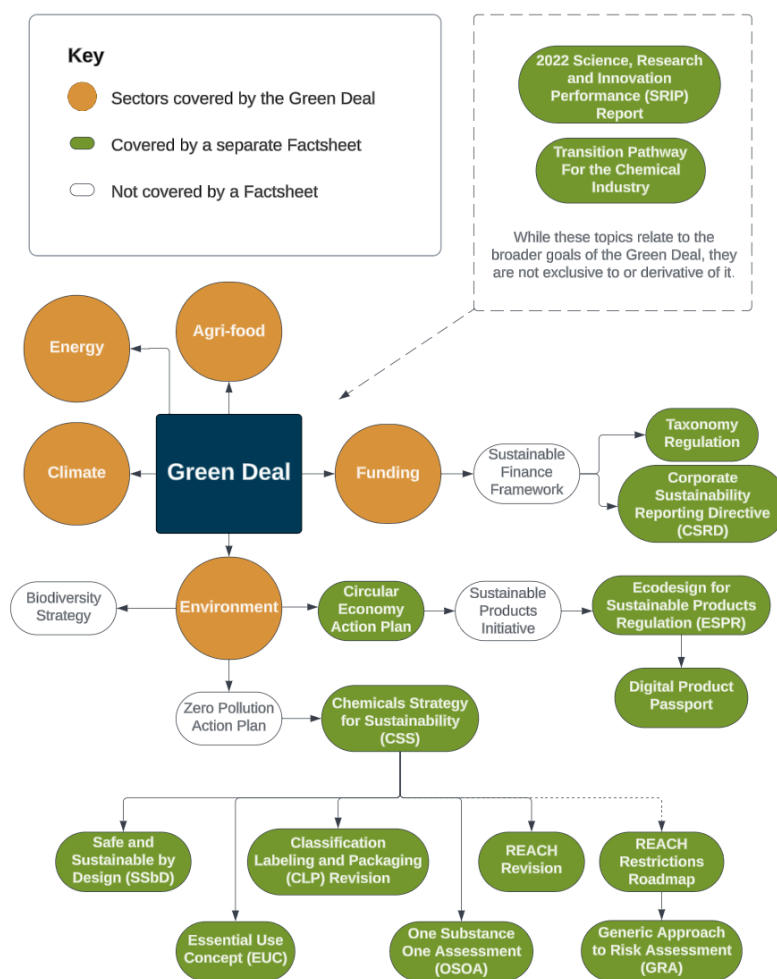 Key
Sectors covered by the Green Deal
Covered by a separate Factsheet
Not covered by a Factsheet
2022 Science, Research
and Innovation
Performance (SRIP)
Report
Transition Pathway
For the Chemical
Industry
While these topics relate to the
broader goals of the Green Deal, they
are not exclusive to or derivative of it.
Energy
Agri-food
Climate
Green Deal
Funding
Sustainable
Finance
Framework
Taxonomy
Regulation
Corporate
Sustainability
Reporting Directive
(CSRD)
Biodiversity
Strategy
Environment
Circular
Economy
Action Plan
Sustainable
Products
Initiative
Ecodesign for
Sustainable Products
Regulation (ESPR)
Digital Product
Passport
Zero Pollution
Action Plan
Chemicals Strategy
for Sustainability
(CSS)
Safe and
Sustainable by
Design (SSbD)
Classification
Labeling and Packaging
(CLP) Revision
REACH
Revision
REACH
Restrictions
Roadmap
Essential Use
Concept (EUC)
One Substance
One Assessment
(OSOA)
Generic Approach
to Risk Assessment
(GRA)